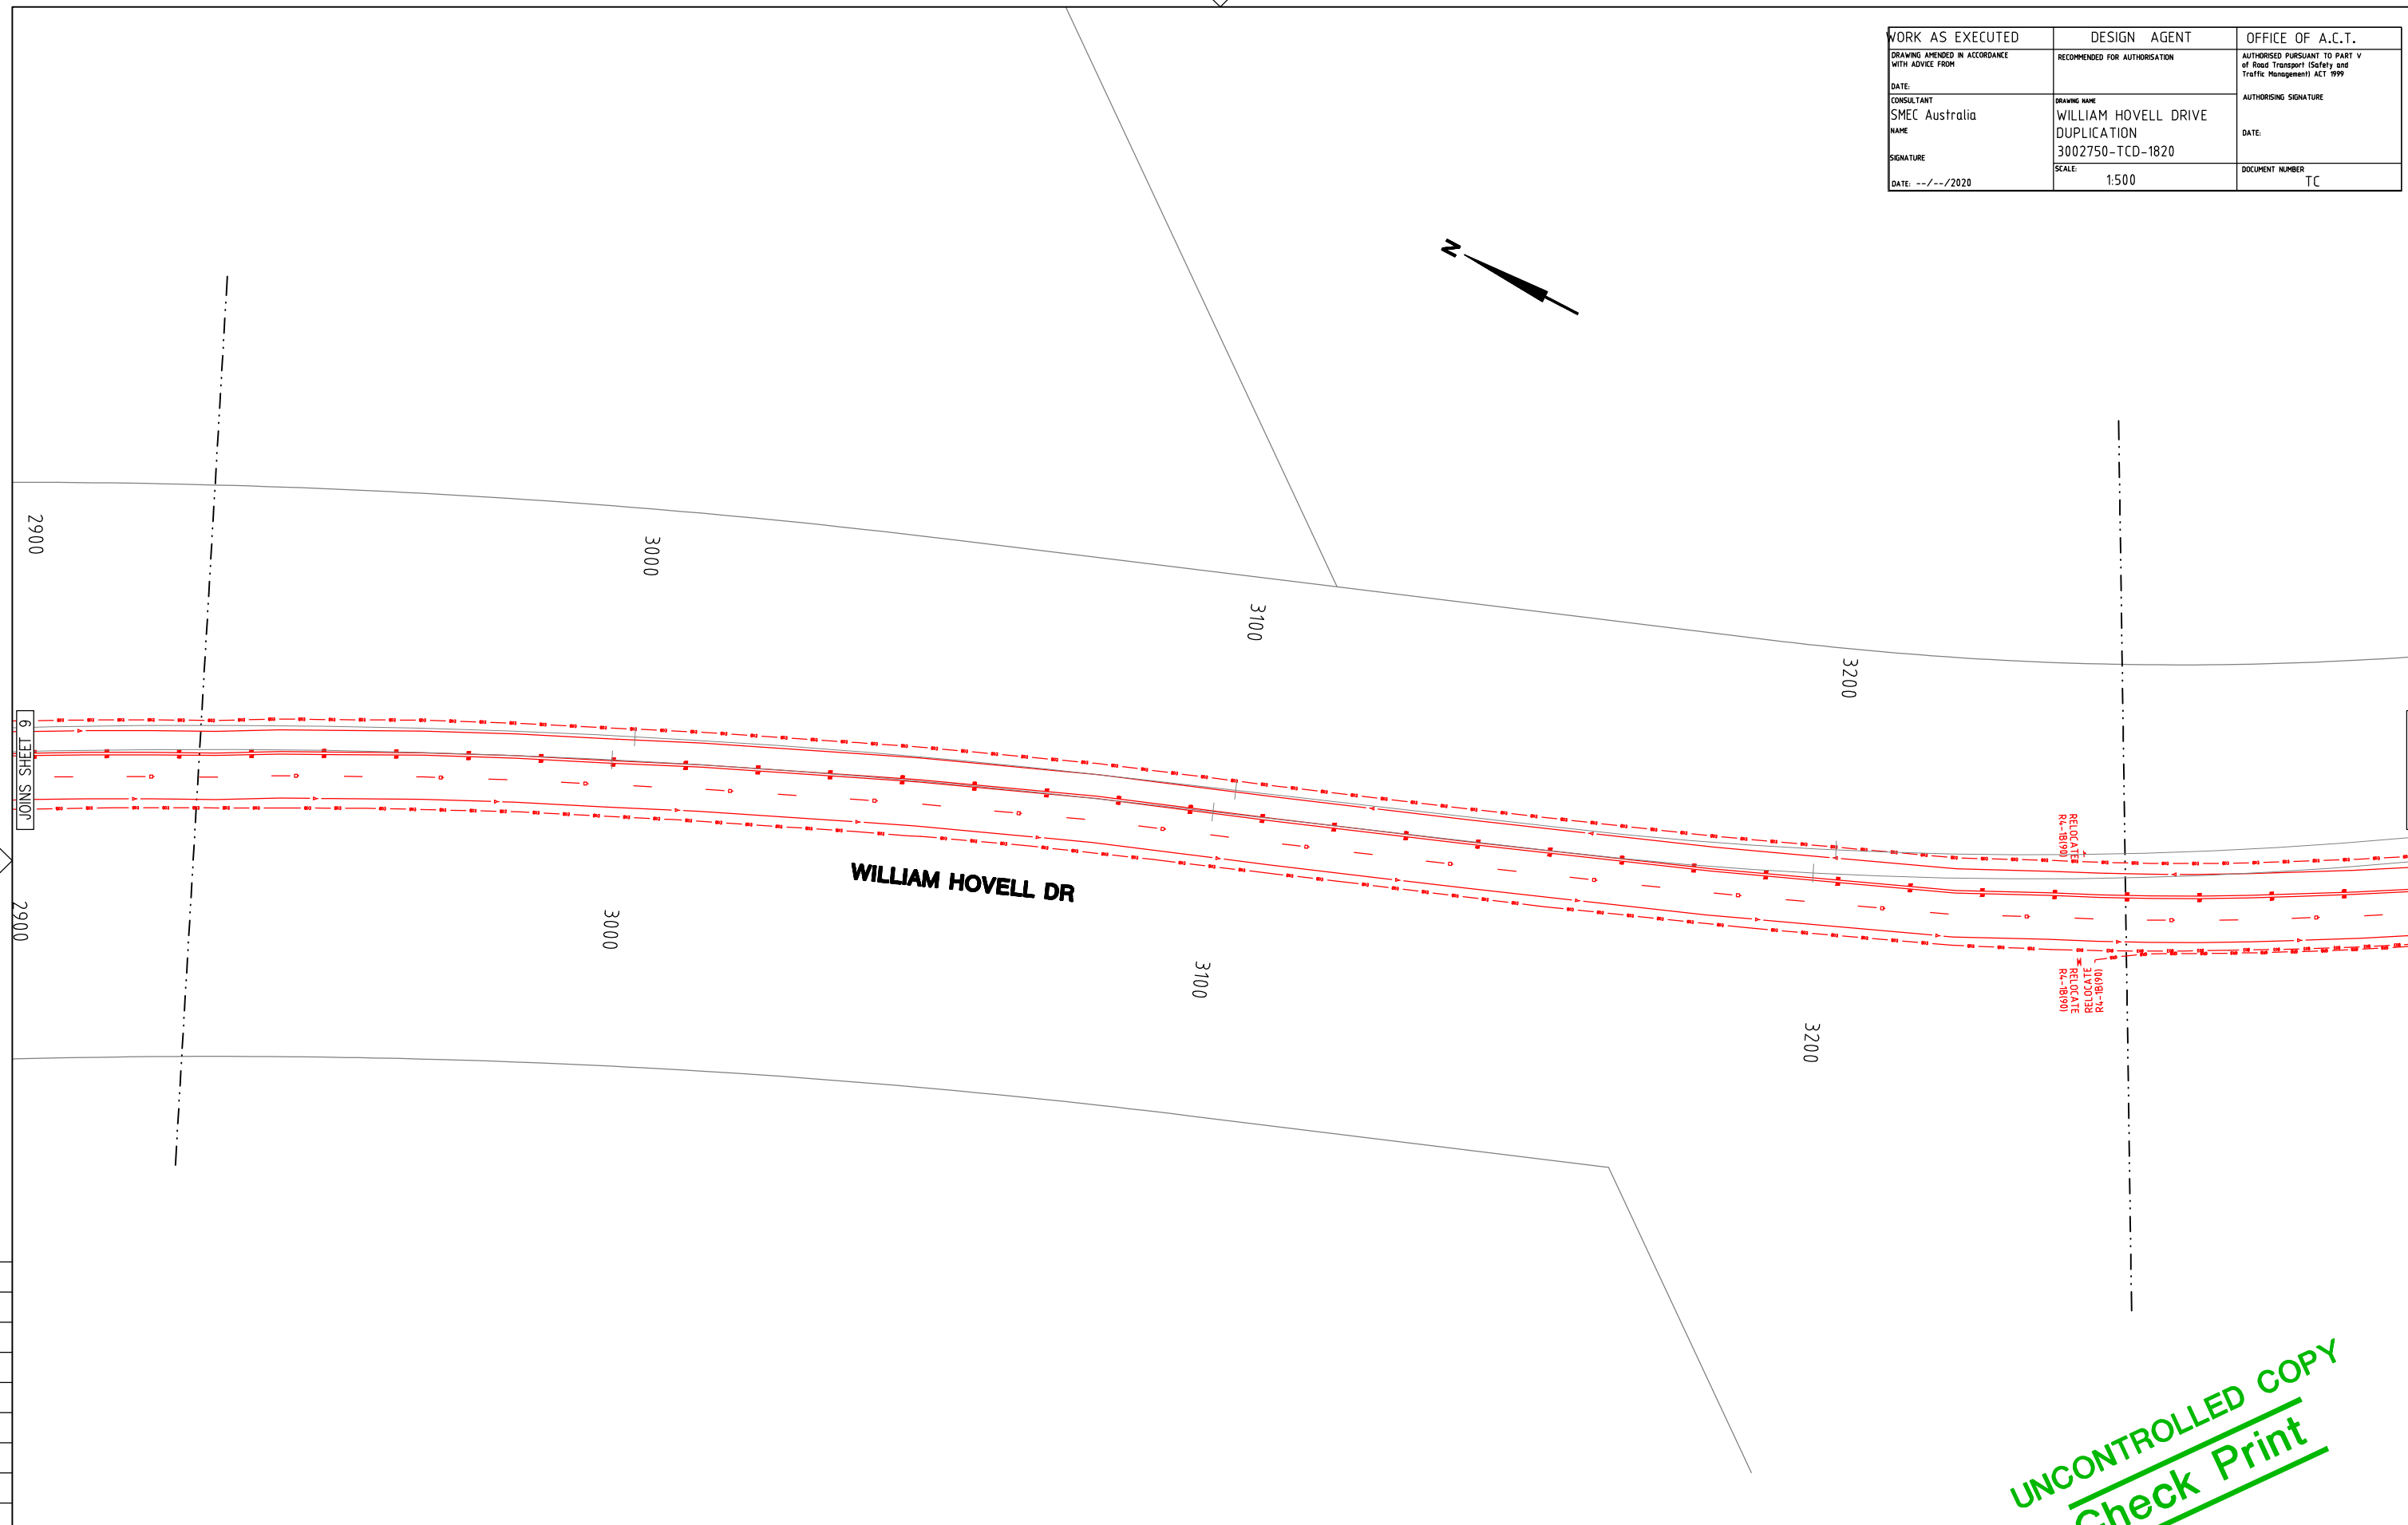 WORK AS EXECUTED
DRAWING AMENDED IN ACCORDANCE
WITH ADVICE FROM
DATE:
CONSULTANT
SMEC Australia
NAME
SIGNATURE
DATE: --/--/2020
DESIGN AGENT
RECOMMENDED FOR AUTHORISATION
DRAWING NAME
WILLIAM HOVELL DRIVE
DUPLICATION
3002750-TCD-1820
SCALE:
1:500
OFFICE OF A.C.T.
AUTHORISED PURSUANT TO PART V
of Road Transport (Safety and
Traffic Management) ACT 1999
AUTHORISING SIGNATURE
DATE:
DOCUMENT NUMBER
TC
N
2900
3000
3100
3200
JOINS SHEET 9
RELOCATE
R4-1B(90)
WILLIAM HOVELL DR
2900
3000
3100
3200
R4-1B(90)
RELOCATE
RELOCATE
R4-1B(90)
UNCONTROLLED COPY
Check Print